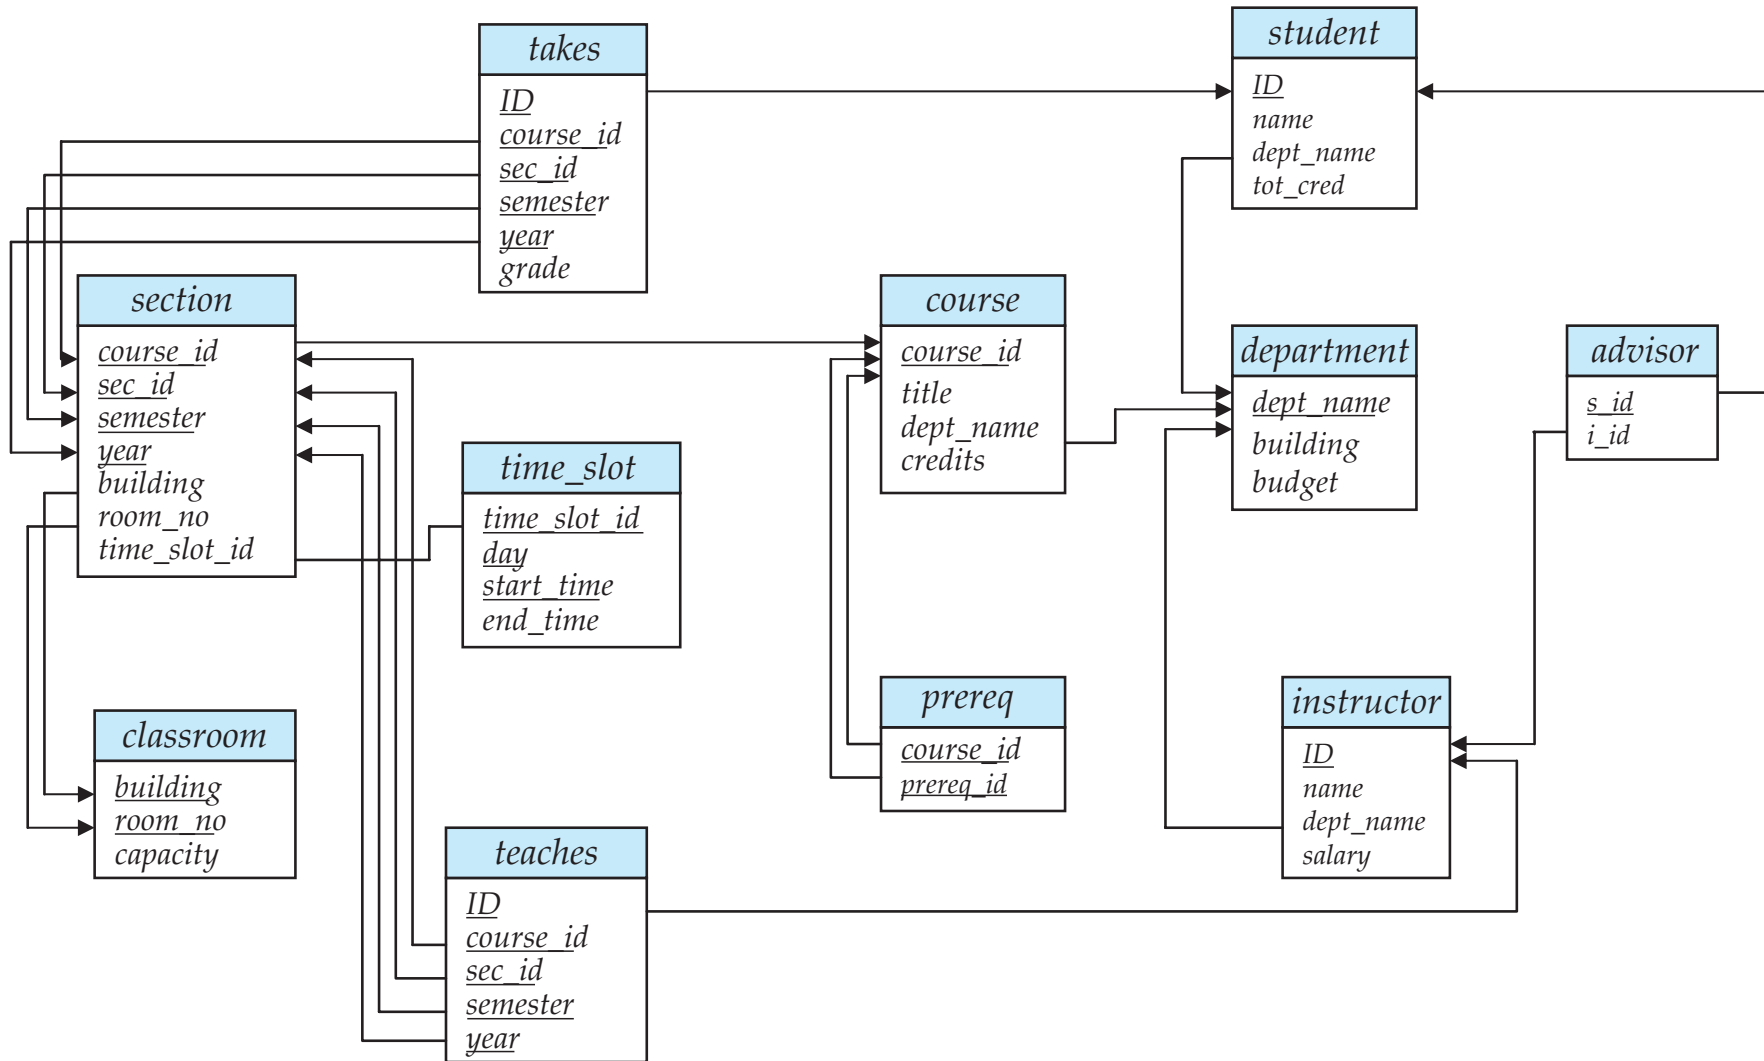 takes
ID
course_id
sec_id
semester
year
grade
student
ID
name
dept_name
tot_cred
section
course_id
sec_id
semester
year
building
room_no
time_slot_id
time_slot
time_slot_id
day
start_time
end_time
course
course_id
title
dept_name
credits
department
dept_name
building
budget
advisor
s_id
i_id
classroom
building
room_no
capacity
prereq
course_id
prereq_id
instructor
ID
name
dept_name
salary
teaches
ID
course_id
sec_id
semester
year